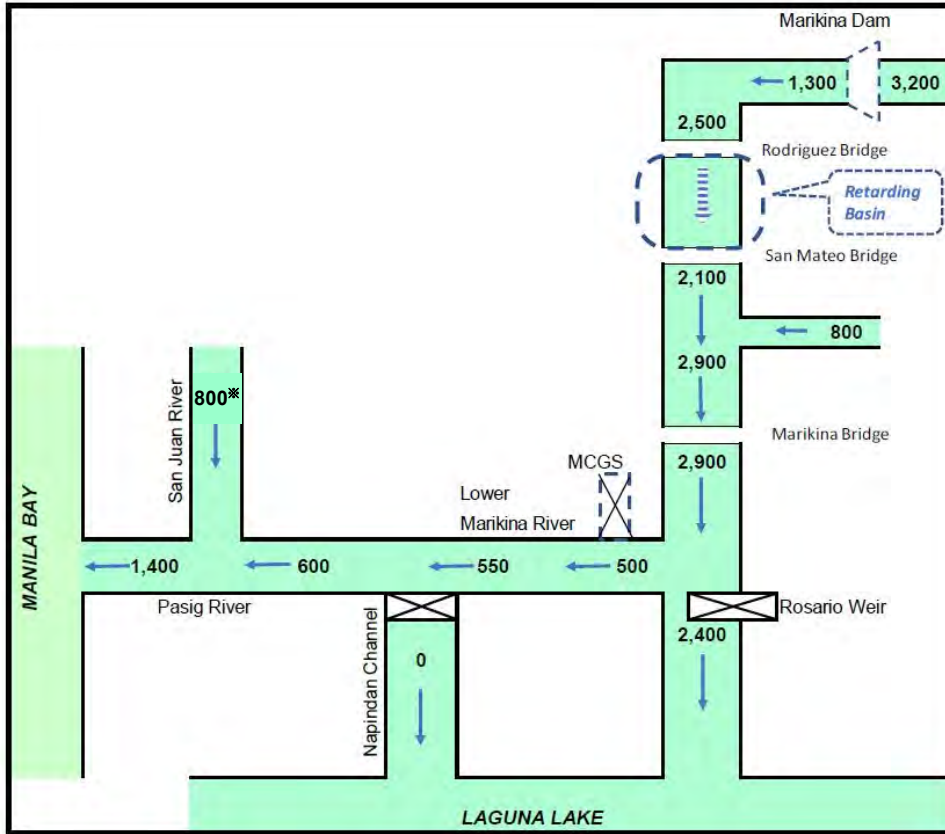 Marikina Dam
1,300
3,200
2,500
Rodriguez Bridge
Retarding
Basin
San Mateo Bridge
2,100
800
2,900
800※
San Juan River
Marikina Bridge
MCGS
2,900
Lower
Marikina River
MANILA BAY
1,400
600
550
500
Pasig River
Rosario Weir
2,400
Napindan Channel
0
LAGUNA LAKE